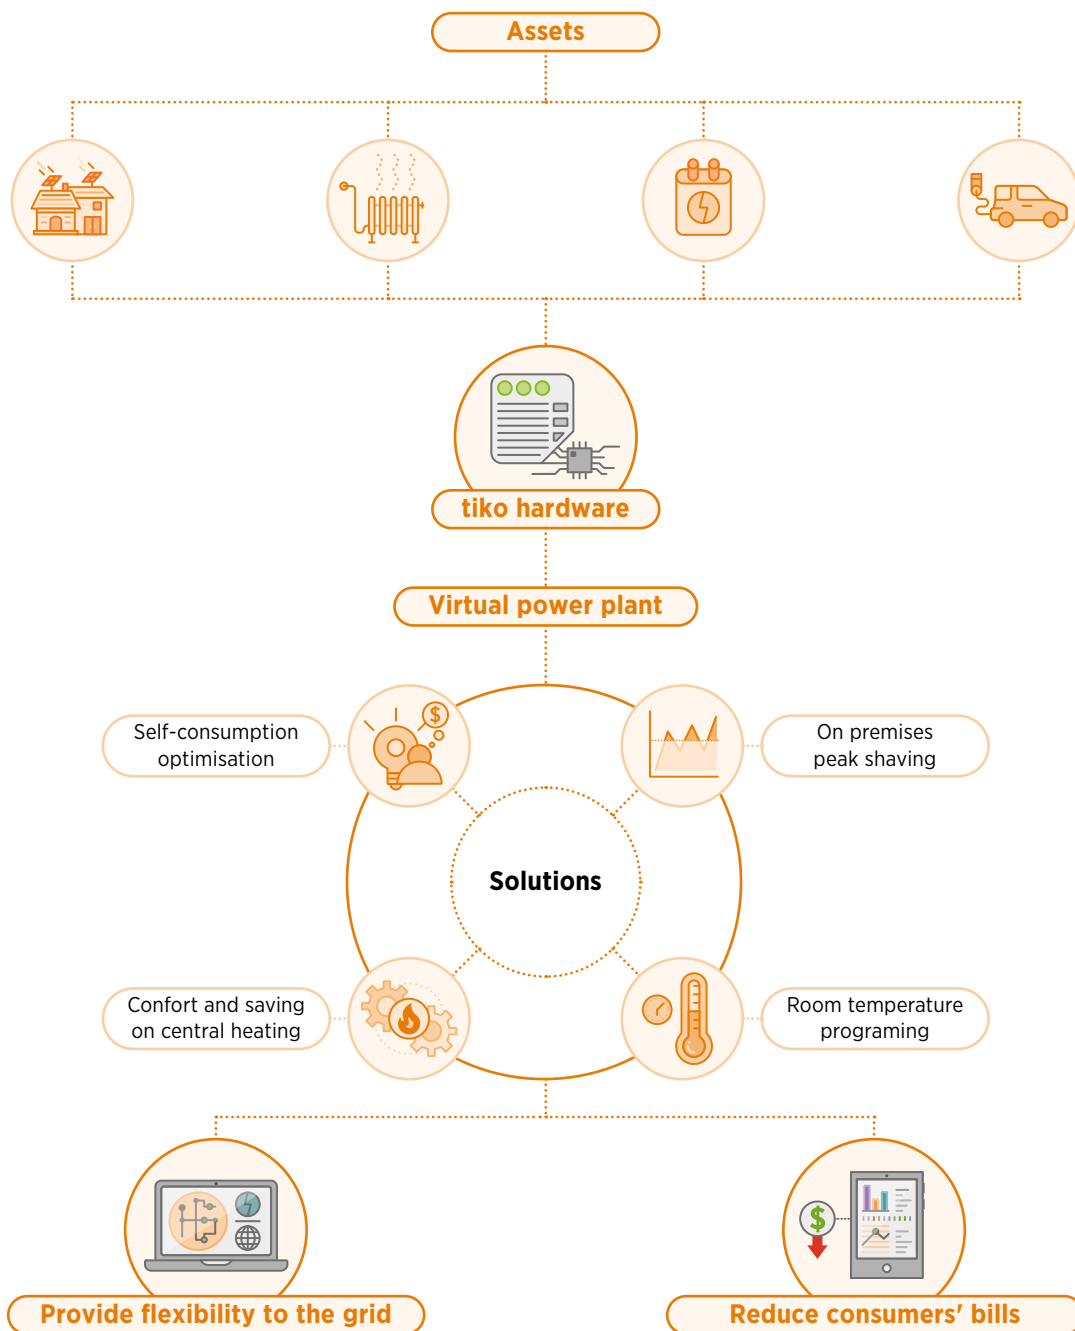 Assets
tiko hardware
Virtual power plant
Self-consumption
optimisation
$
On premises
peak shaving
Solutions
Confort and saving
on central heating
Room temperature
programing
$
Provide flexibility to the grid
Reduce consumers' bills